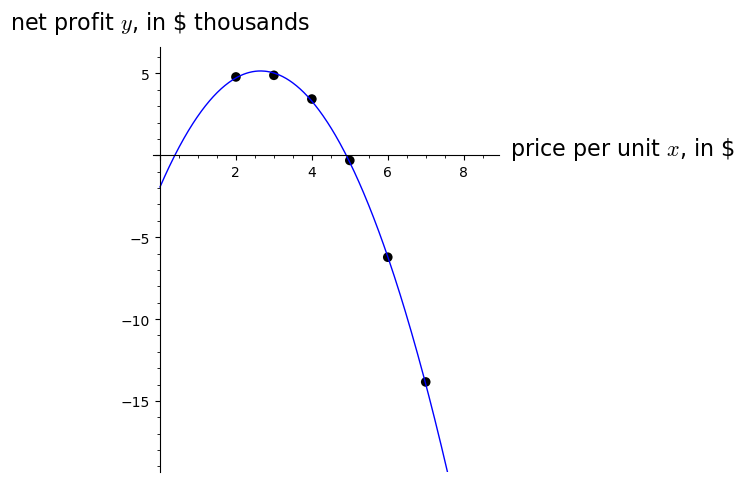 net profit y, in $ thousands
5
price per unit x, in $
2 4 6 8
−5
−10
−15